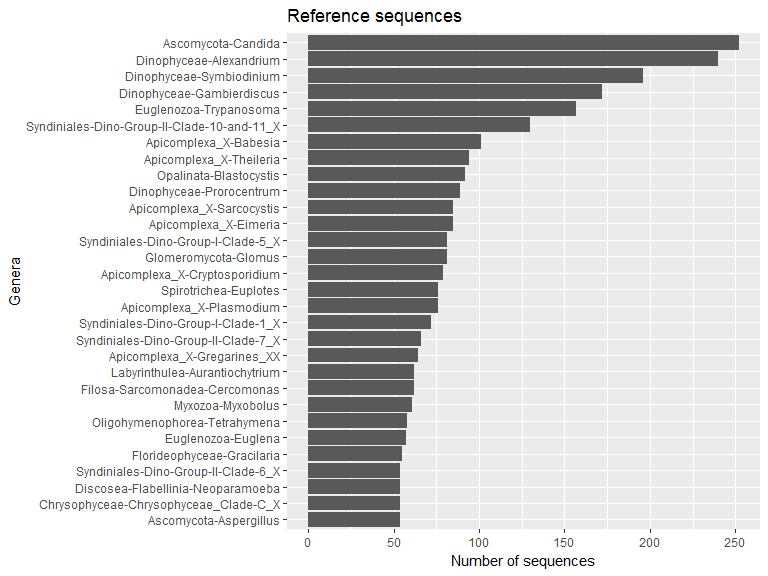 Reference sequences
Genera
Ascomycota-Candida
Dinophyceae-Alexandrium
Dinophyceae-Symbiodinium
Dinophyceae-Gambierdiscus
Euglenozoa-Trypanosoma
Syndiniales-Dino-Group-II-Clade-10-and-11_X
Apicomplexa_X-Babesia
Apicomplexa_X-Theileria
Opalinata-Blastocystis
Dinophyceae-Prorocentrum
Apicomplexa_X-Sarcocystis
Apicomplexa_X-Eimeria
Syndiniales-Dino-Group-I-Clade-5_X
Glomeromycota-Glomus
Apicomplexa_X-Cryptosporidium
Spirotrichea-Euplotes
Apicomplexa_X-Plasmodium
Syndiniales-Dino-Group-I-Clade-1_X
Syndiniales-Dino-Group-II-Clade-7_X
Apicomplexa_X-Gregarines_XX
Labyrinthulea-Aurantiochytrium
Filosa-Sarcomonadea-Cercomonas
Myxozoa-Myxobolus
Oligohymenophorea-Tetrahymena
Euglenozoa-Euglena
Florideophyceae-Gracilaria
Syndiniales-Dino-Group-II-Clade-6_X
Discosea-Flabellinia-Neoparamoeba
Chrysophyceae-Chrysophyceae_Clade-C_X
Ascomycota-Aspergillus
0 50 100 150 200 250
Number of sequences